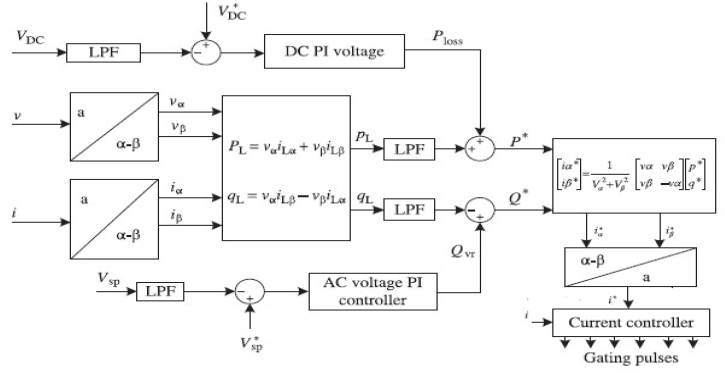 V*DC
VDC
LPF
DC PI voltage
Ploss
v
a
α-β
vα
vβ
PL = vαiLα + vβiLβ
qL = vαiLβ − vβiLα
pL
LPF
P*
qL
LPF
Q*
i
a
α-β
iα
iβ
[iα* iβ*] = 1/(Vα²+Vβ²) [vα vβ vβ −vα] [p* q*]
i*α
i*β
α-β
a
i*
Vsp
LPF
V*sp
AC voltage PI
controller
Qvr
i
Current controller
Gating pulses